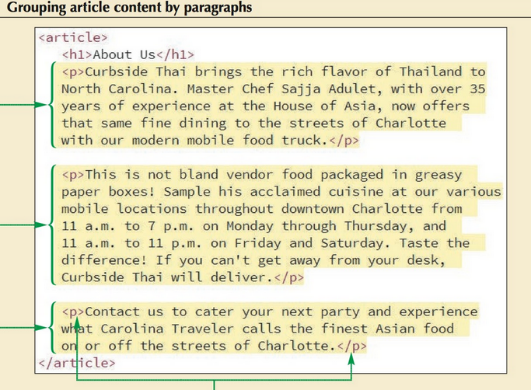 Grouping article content by paragraphs
<article>
<h1>About Us</h1>
<p>Curbside Thai brings the rich flavor of Thailand to
North Carolina. Master Chef Sajja Adulet, with over 35
years of experience at the House of Asia, now offers
that same fine dining to the streets of Charlotte
with our modern mobile food truck.</p>
<p>This is not bland vendor food packaged in greasy
paper boxes! Sample his acclaimed cuisine at our various
mobile locations throughout downtown Charlotte from
11 a.m. to 7 p.m. on Monday through Thursday, and
11 a.m. to 11 p.m. on Friday and Saturday. Taste the
difference! If you can't get away from your desk,
Curbside Thai will deliver.</p>
<p>Contact us to cater your next party and experience
what Carolina Traveler calls the finest Asian food
on or off the streets of Charlotte.</p>
</article>